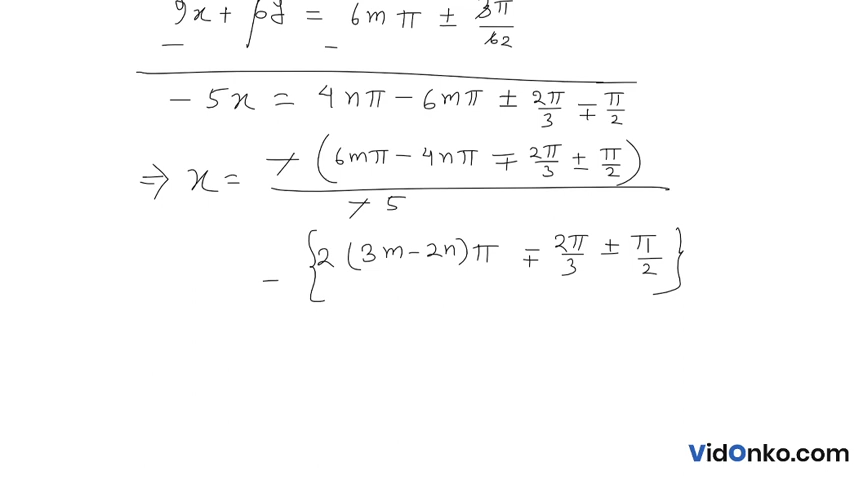 9x + 6y = 6mπ ± 3π/62
− −
− 5x = 4nπ − 6mπ ± 2π/3 ∓ π/2
⇒ x = −(6mπ − 4nπ ∓ 2π/3 ± π/2) / −5
− {2(3m − 2n)π ∓ 2π/3 ± π/2}
VidOnko.com